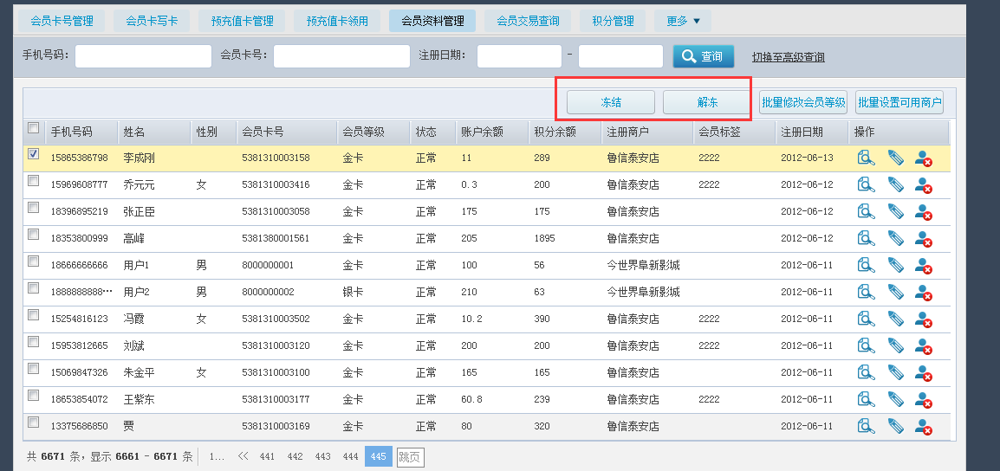 会员卡号管理 会员卡写卡 预充值卡管理 预充值卡领用 会员资料管理 会员交易查询 积分管理 更多
手机号码： 会员卡号： 注册日期： - 查询 切换至高级查询
冻结 解冻 批量修改会员等级 批量设置可用商户
手机号码 姓名 性别 会员卡号 会员等级 状态 账户余额 积分余额 注册商户 会员标签 注册日期 操作
15865386798 李成刚 5381310003158 金卡 正常 11 289 鲁信泰安店 2222 2012-06-13
15969608777 乔元元 女 5381310003416 金卡 正常 0.3 200 鲁信泰安店 2222 2012-06-12
18396895219 张正臣 5381310003058 金卡 正常 175 175 鲁信泰安店 2012-06-12
18353800999 高峰 5381380001561 金卡 正常 205 1895 鲁信泰安店 2012-06-12
18666666666 用户1 男 8000000001 金卡 正常 100 56 今世界阜新影城 2012-06-11
1888888888… 用户2 男 8000000002 银卡 正常 210 63 今世界阜新影城 2012-06-11
15254816123 冯霞 女 5381310003502 金卡 正常 10.2 390 鲁信泰安店 2222 2012-06-11
15953812665 刘斌 5381310003120 金卡 正常 200 200 鲁信泰安店 2222 2012-06-11
15069847326 朱金平 女 5381310003100 金卡 正常 165 165 鲁信泰安店 2012-06-11
18653854072 王紫东 5381310003177 金卡 正常 60.8 239 鲁信泰安店 2222 2012-06-11
13375686850 贾 5381310003169 金卡 正常 80 320 鲁信泰安店 2012-06-11
共 6671 条，显示 6661 - 6671 条 1... << 441 442 443 444 445 跳页